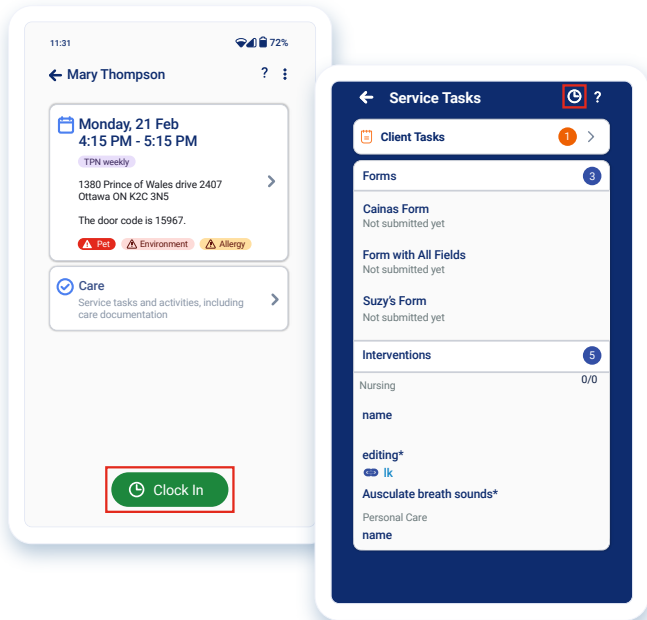 11:31
72%
Mary Thompson
?
Monday, 21 Feb
4:15 PM - 5:15 PM
TPN weekly
1380 Prince of Wales drive 2407
Ottawa ON K2C 3N5
The door code is 15967.
Pet
Environment
Allergy
Care
Service tasks and activities, including
care documentation
Clock In
Service Tasks
?
Client Tasks
1
Forms
3
Cainas Form
Not submitted yet
Form with All Fields
Not submitted yet
Suzy's Form
Not submitted yet
Interventions
5
Nursing
0/0
name
editing*
lk
Ausculate breath sounds*
Personal Care
name